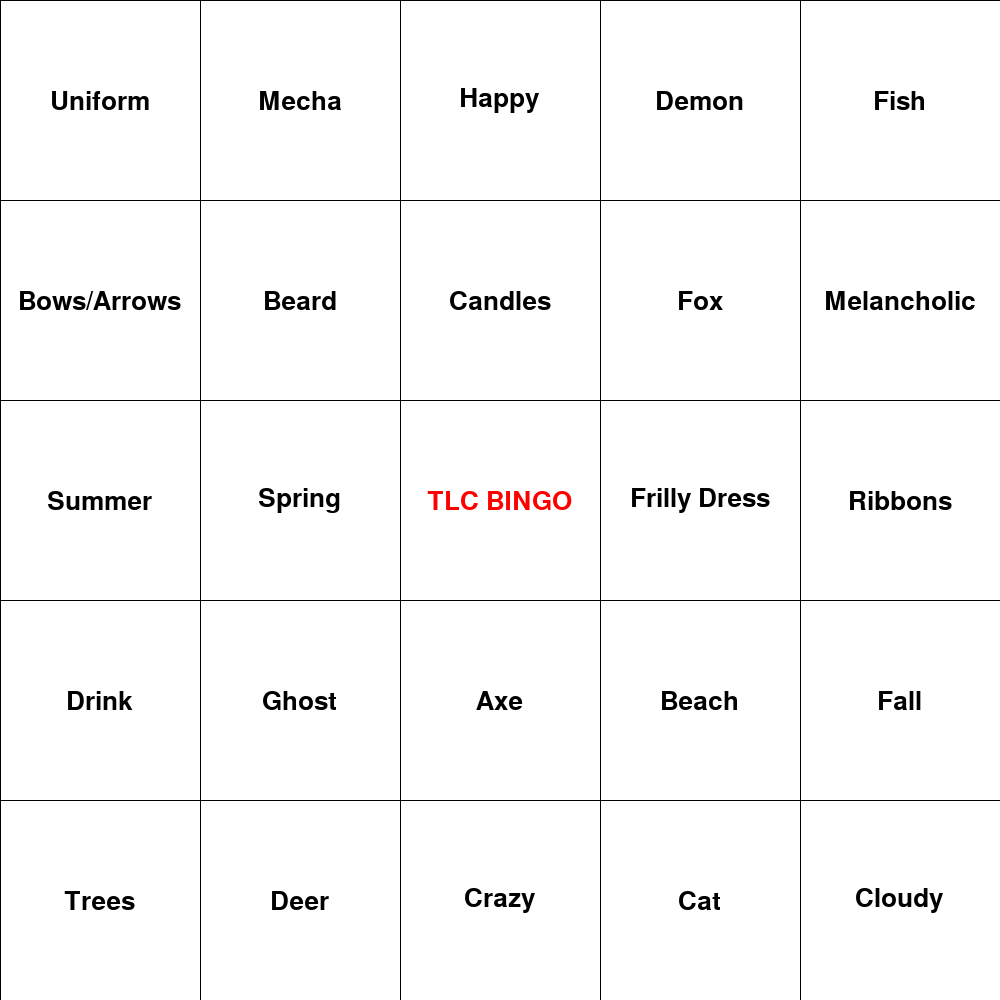 Uniform
Mecha
Happy
Demon
Fish
Bows/Arrows
Beard
Candles
Fox
Melancholic
Summer
Spring
TLC BINGO
Frilly Dress
Ribbons
Drink
Ghost
Axe
Beach
Fall
Trees
Deer
Crazy
Cat
Cloudy